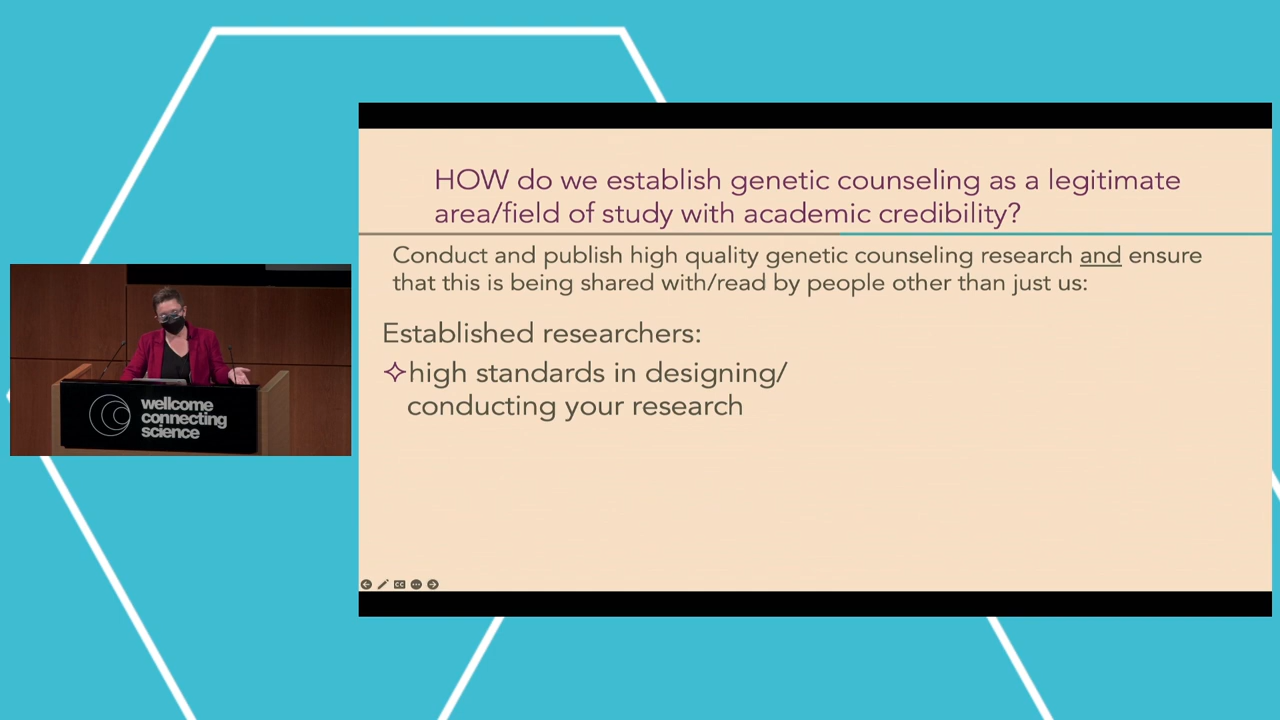 HOW do we establish genetic counseling as a legitimate
area/field of study with academic credibility?
Conduct and publish high quality genetic counseling research and ensure
that this is being shared with/read by people other than just us:
Established researchers:
high standards in designing/
conducting your research
wellcome
connecting
science
CC